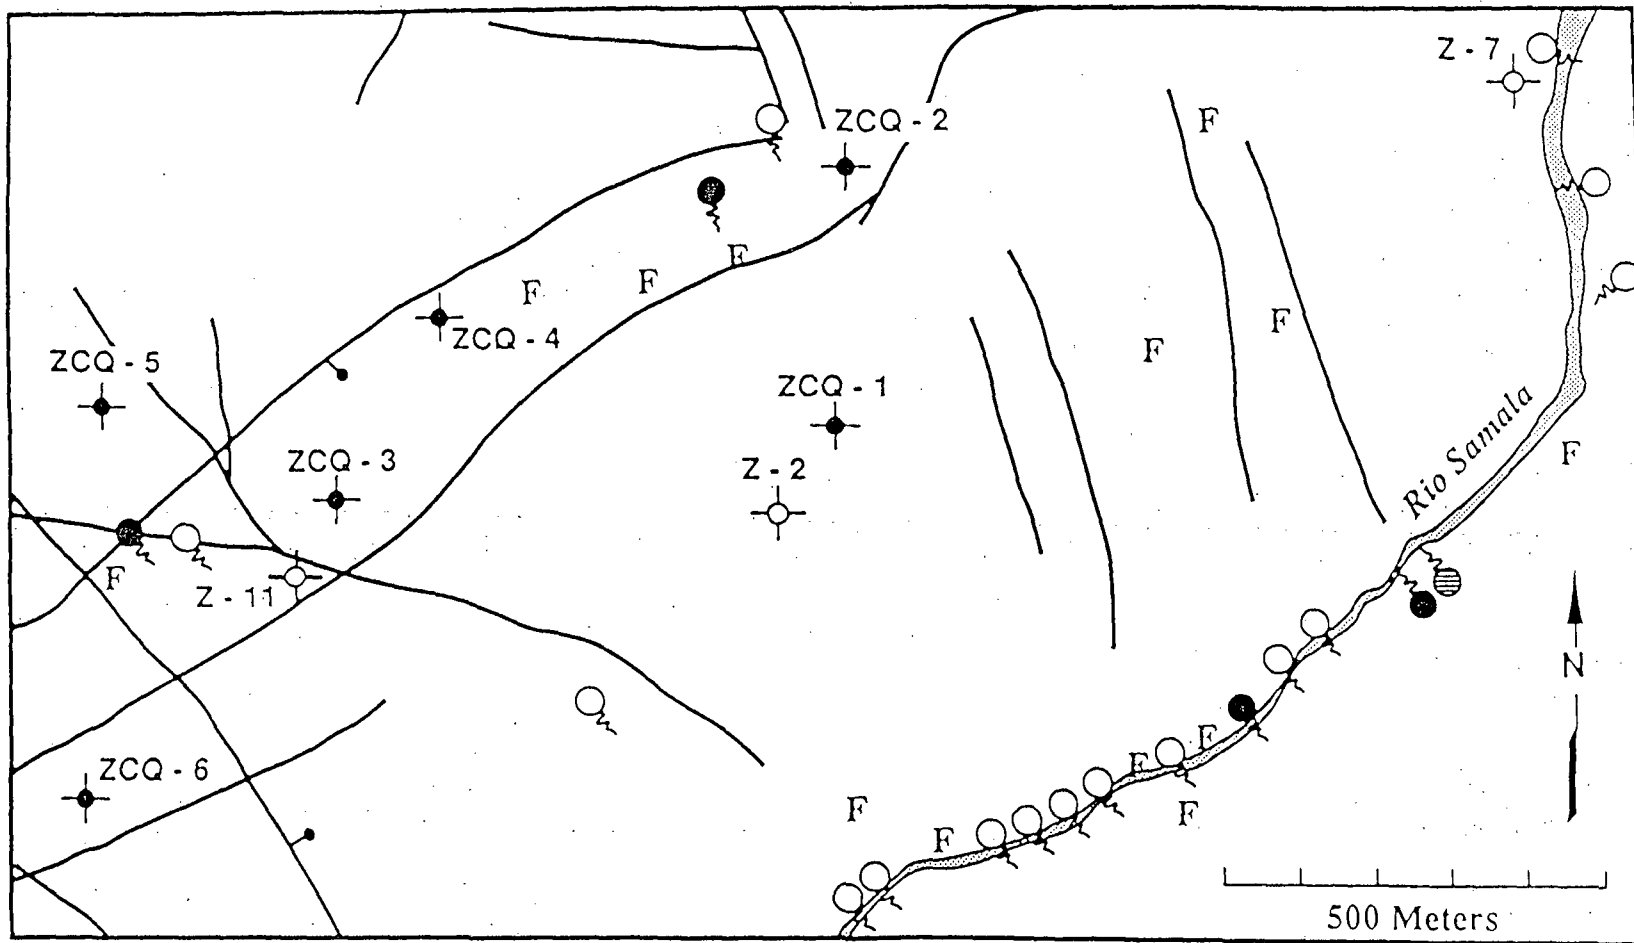 Z - 7
ZCQ - 2
F
F
F
F
F
F
ZCQ - 4
ZCQ - 5
ZCQ - 1
Rio Samala
F
ZCQ - 3
Z - 2
F
Z - 11
N
ZCQ - 6
F
F
F
F
F
500 Meters